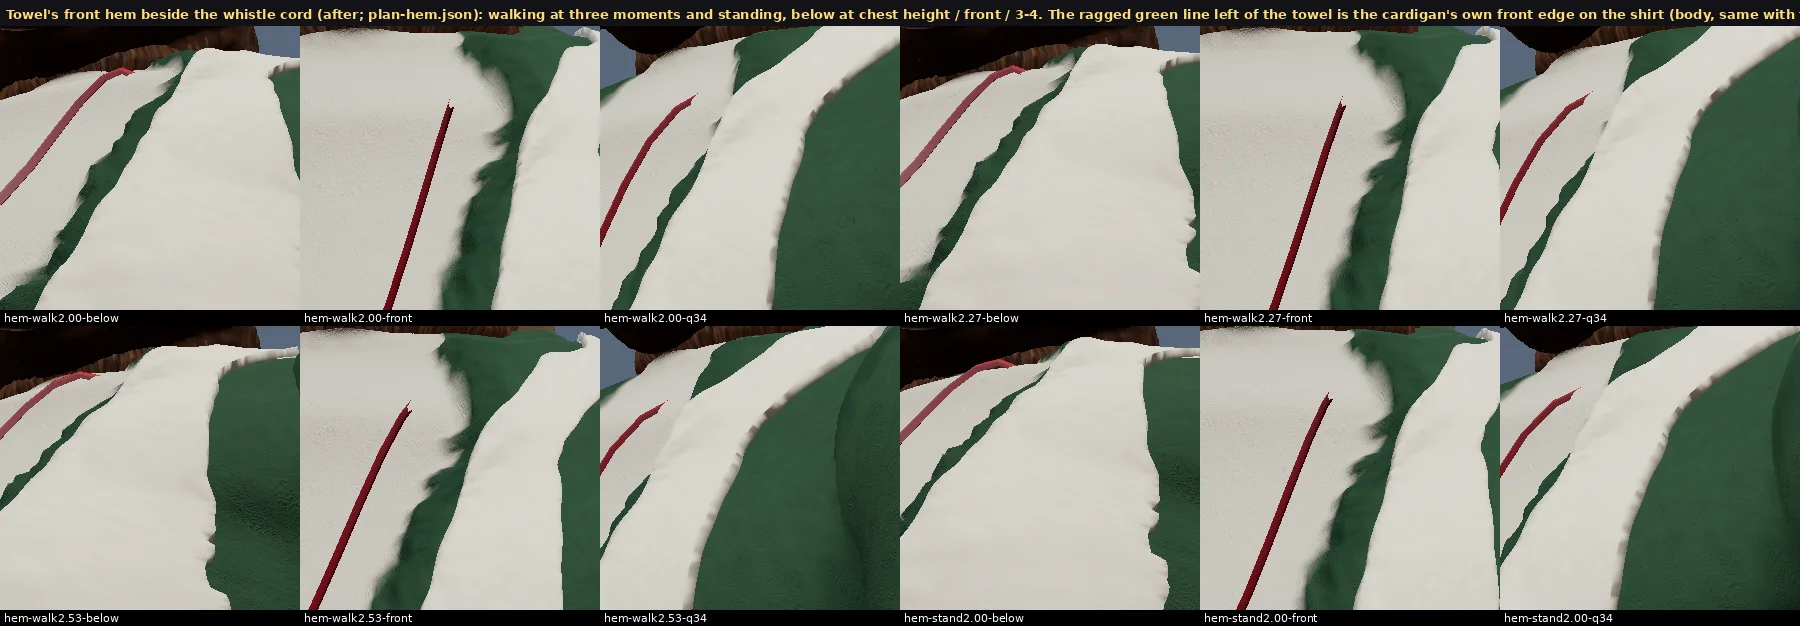 Towel's front hem beside the whistle cord (after; plan-hem.json): walking at three moments and standing, below at chest height / front / 3-4. The ragged green line left of the towel is the cardigan's own front edge on the shirt (body, same with
hem-walk2.00-below hem-walk2.00-front hem-walk2.00-q34 hem-walk2.27-below hem-walk2.27-front hem-walk2.27-q34
hem-walk2.53-below hem-walk2.53-front hem-walk2.53-q34 hem-stand2.00-below hem-stand2.00-front hem-stand2.00-q34